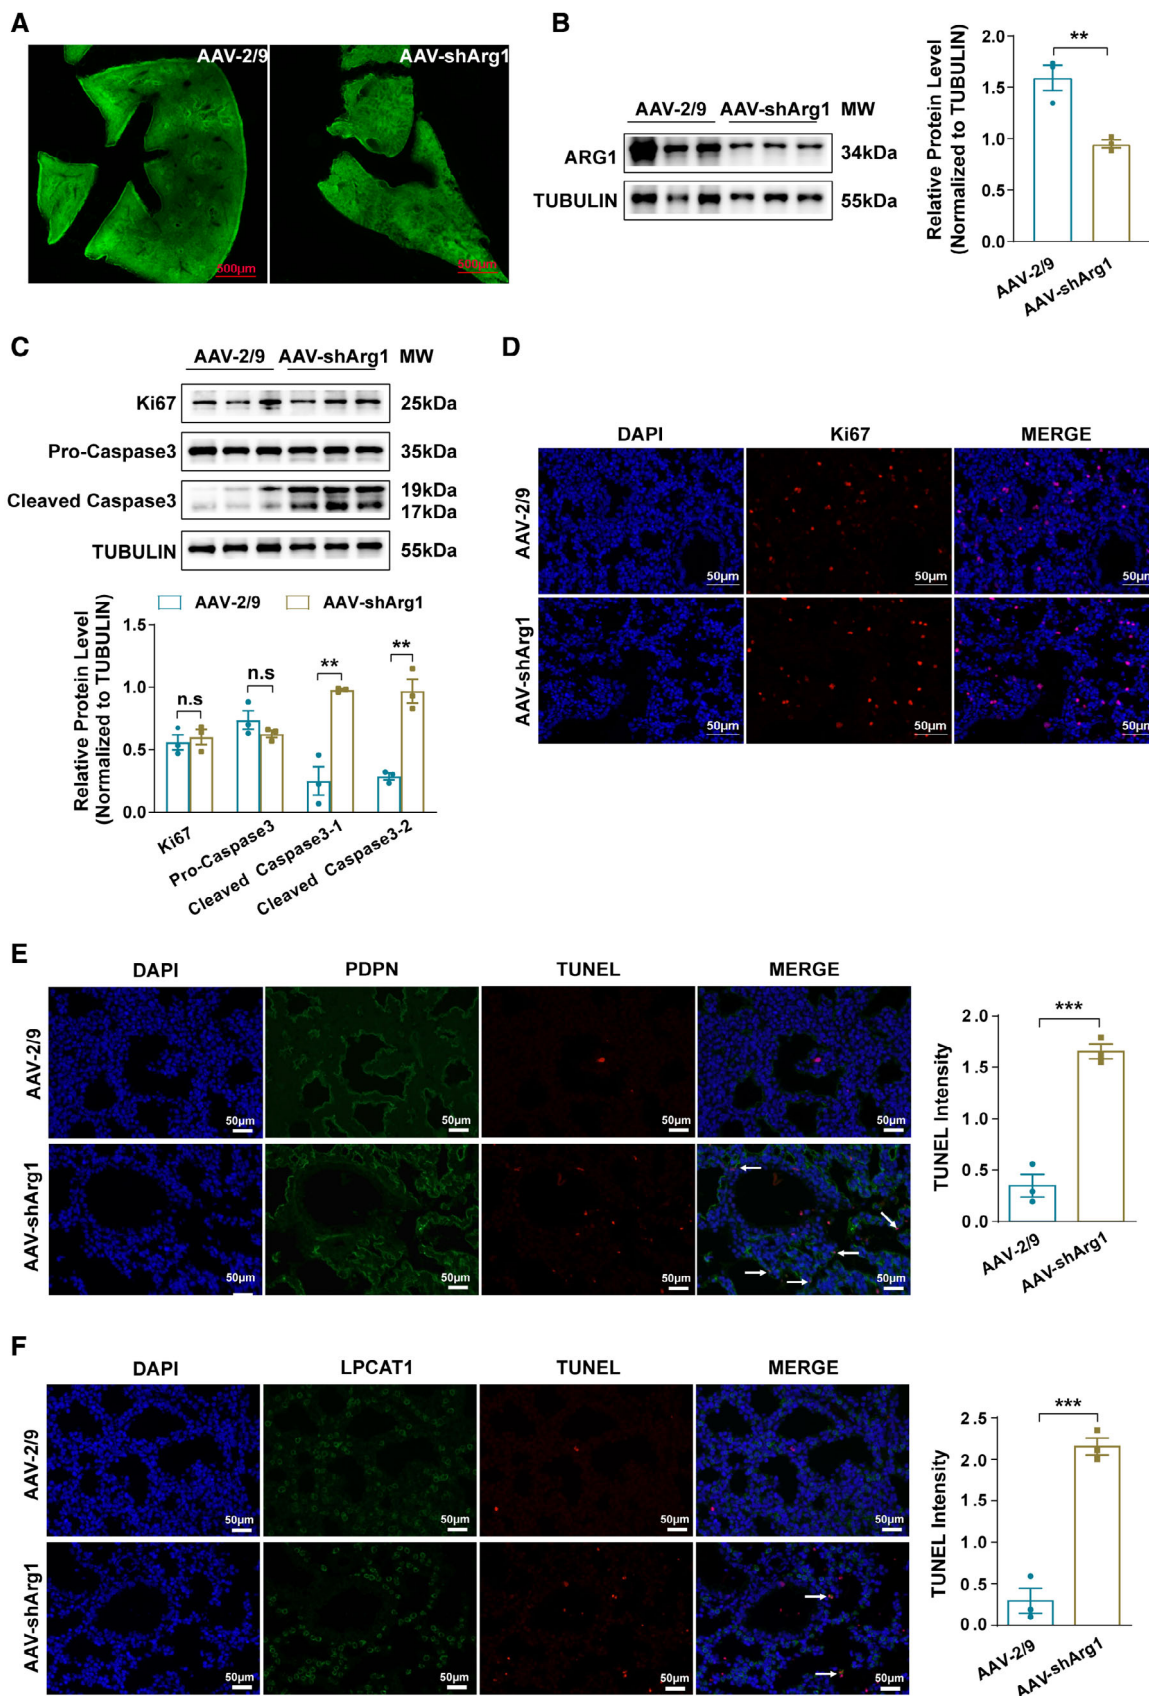 A
AAV-2/9
AAV-shArg1
500μm
500μm
B
AAV-2/9 AAV-shArg1 MW
ARG1
34kDa
TUBULIN
55kDa
Relative Protein Level
(Normalized to TUBULIN)
2.0
1.5
1.0
0.5
0.0
**
AAV-2/9
AAV-shArg1
C
AAV-2/9 AAV-shArg1 MW
Ki67
25kDa
Pro-Caspase3
35kDa
Cleaved Caspase3
19kDa
17kDa
TUBULIN
55kDa
AAV-2/9
AAV-shArg1
Relative Protein Level
(Normalized to TUBULIN)
1.5
1.0
0.5
0.0
n.s
n.s
**
**
Ki67
Pro-Caspase3
Cleaved Caspase3-1
Cleaved Caspase3-2
D
DAPI
Ki67
MERGE
AAV-2/9
50μm
50μm
50μm
AAV-shArg1
50μm
50μm
50μm
E
DAPI
PDPN
TUNEL
MERGE
AAV-2/9
50μm
50μm
50μm
50μm
AAV-shArg1
50μm
50μm
50μm
50μm
TUNEL Intensity
2.0
1.5
1.0
0.5
0.0
***
AAV-2/9
AAV-shArg1
F
DAPI
LPCAT1
TUNEL
MERGE
AAV-2/9
50μm
50μm
50μm
50μm
AAV-shArg1
50μm
50μm
50μm
50μm
TUNEL Intensity
2.5
2.0
1.5
1.0
0.5
0.0
***
AAV-2/9
AAV-shArg1